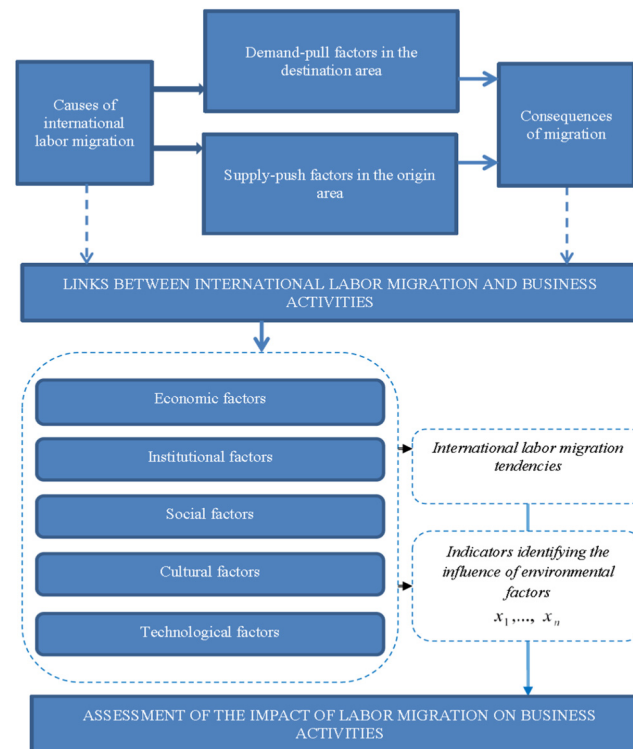 Demand-pull factors in the
destination area
Causes of
international
labor migration
Consequences
of migration
Supply-push factors in the origin
area
LINKS BETWEEN INTERNATIONAL LABOR MIGRATION AND BUSINESS
ACTIVITIES
Economic factors
Institutional factors
Social factors
Cultural factors
Technological factors
International labor migration
tendencies
Indicators identifying the
influence of environmental
factors
x₁,..., xₙ
ASSESSMENT OF THE IMPACT OF LABOR MIGRATION ON BUSINESS
ACTIVITIES